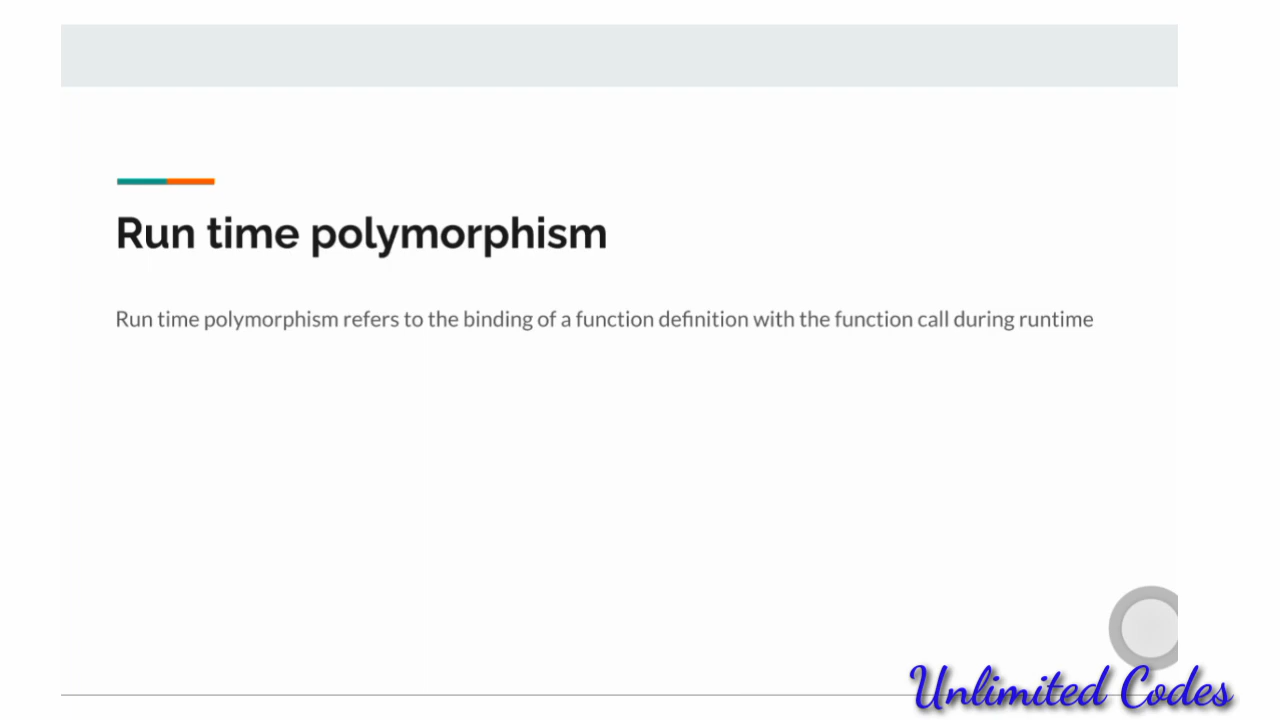 Run time polymorphism
Run time polymorphism refers to the binding of a function definition with the function call during runtime
Unlimited Codes